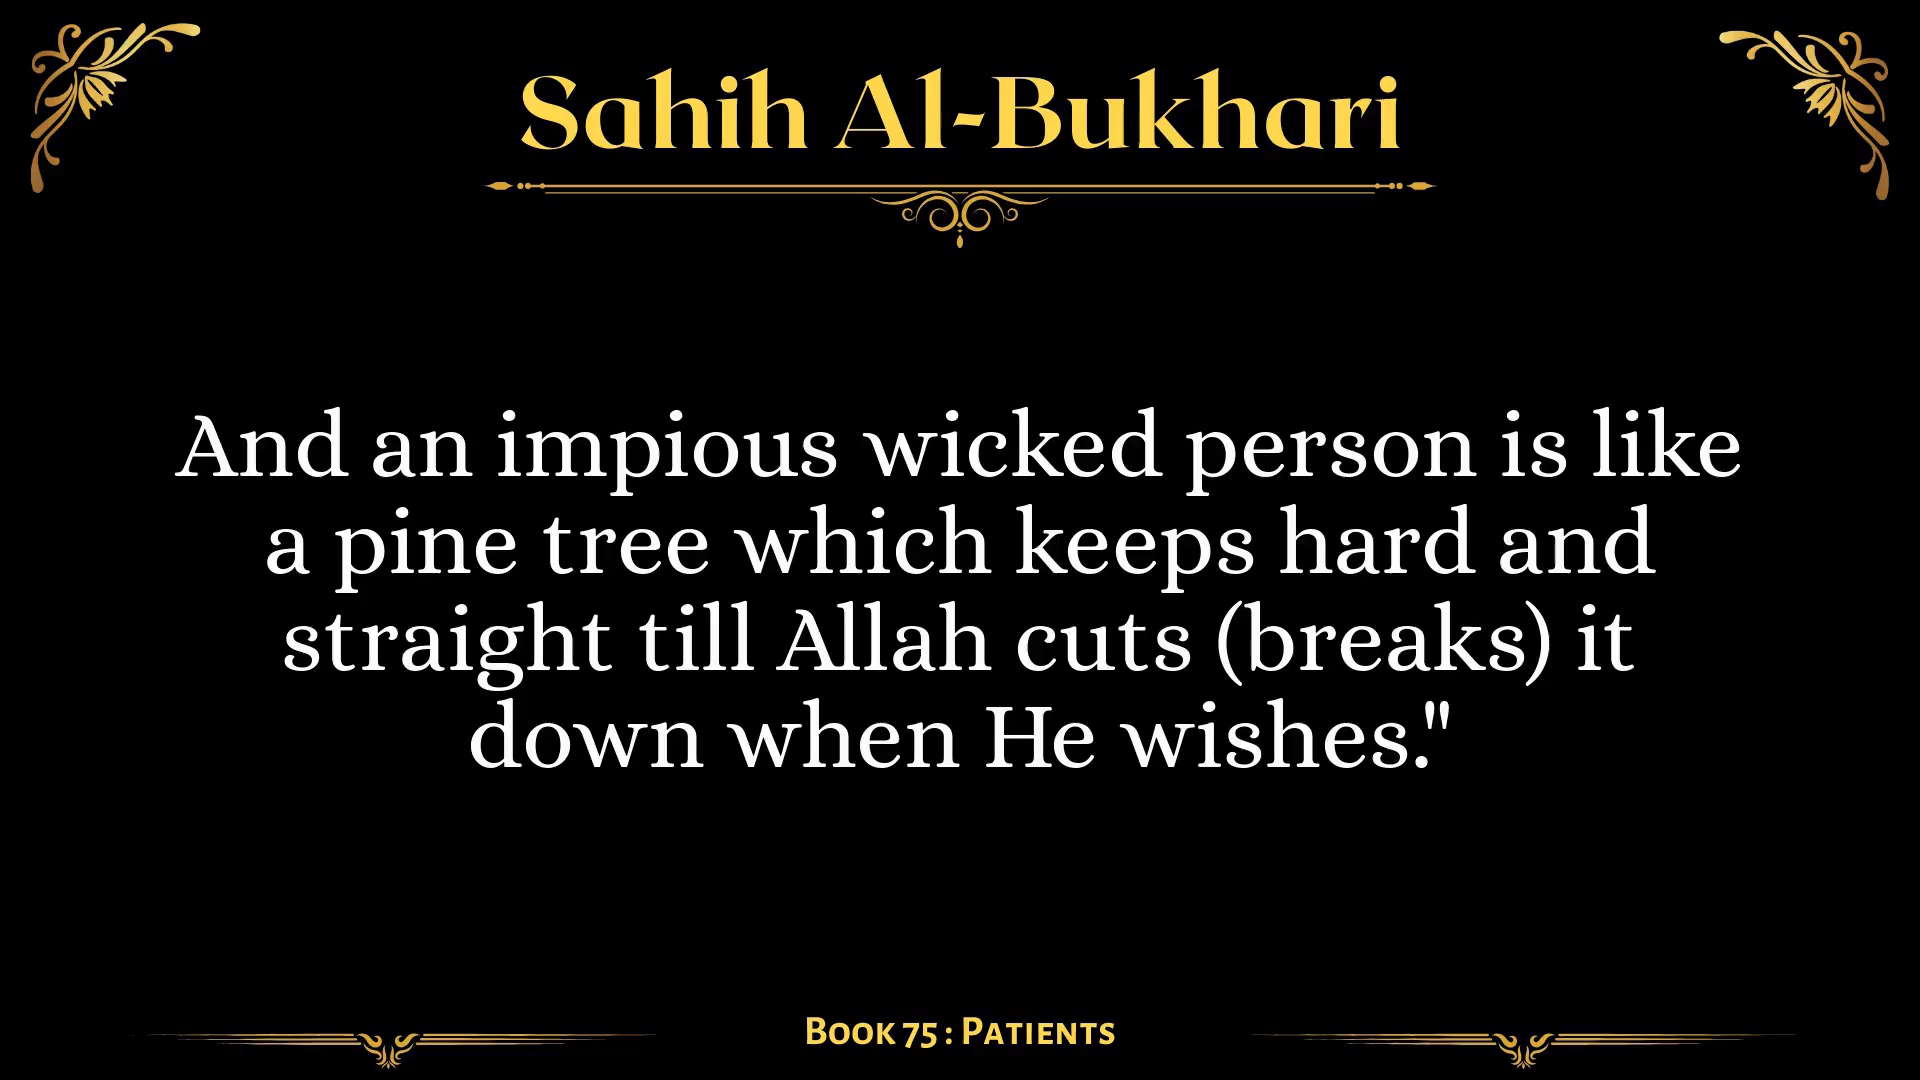 Sahih Al-Bukhari
And an impious wicked person is like
a pine tree which keeps hard and
straight till Allah cuts (breaks) it
down when He wishes."
Book 75 : Patients